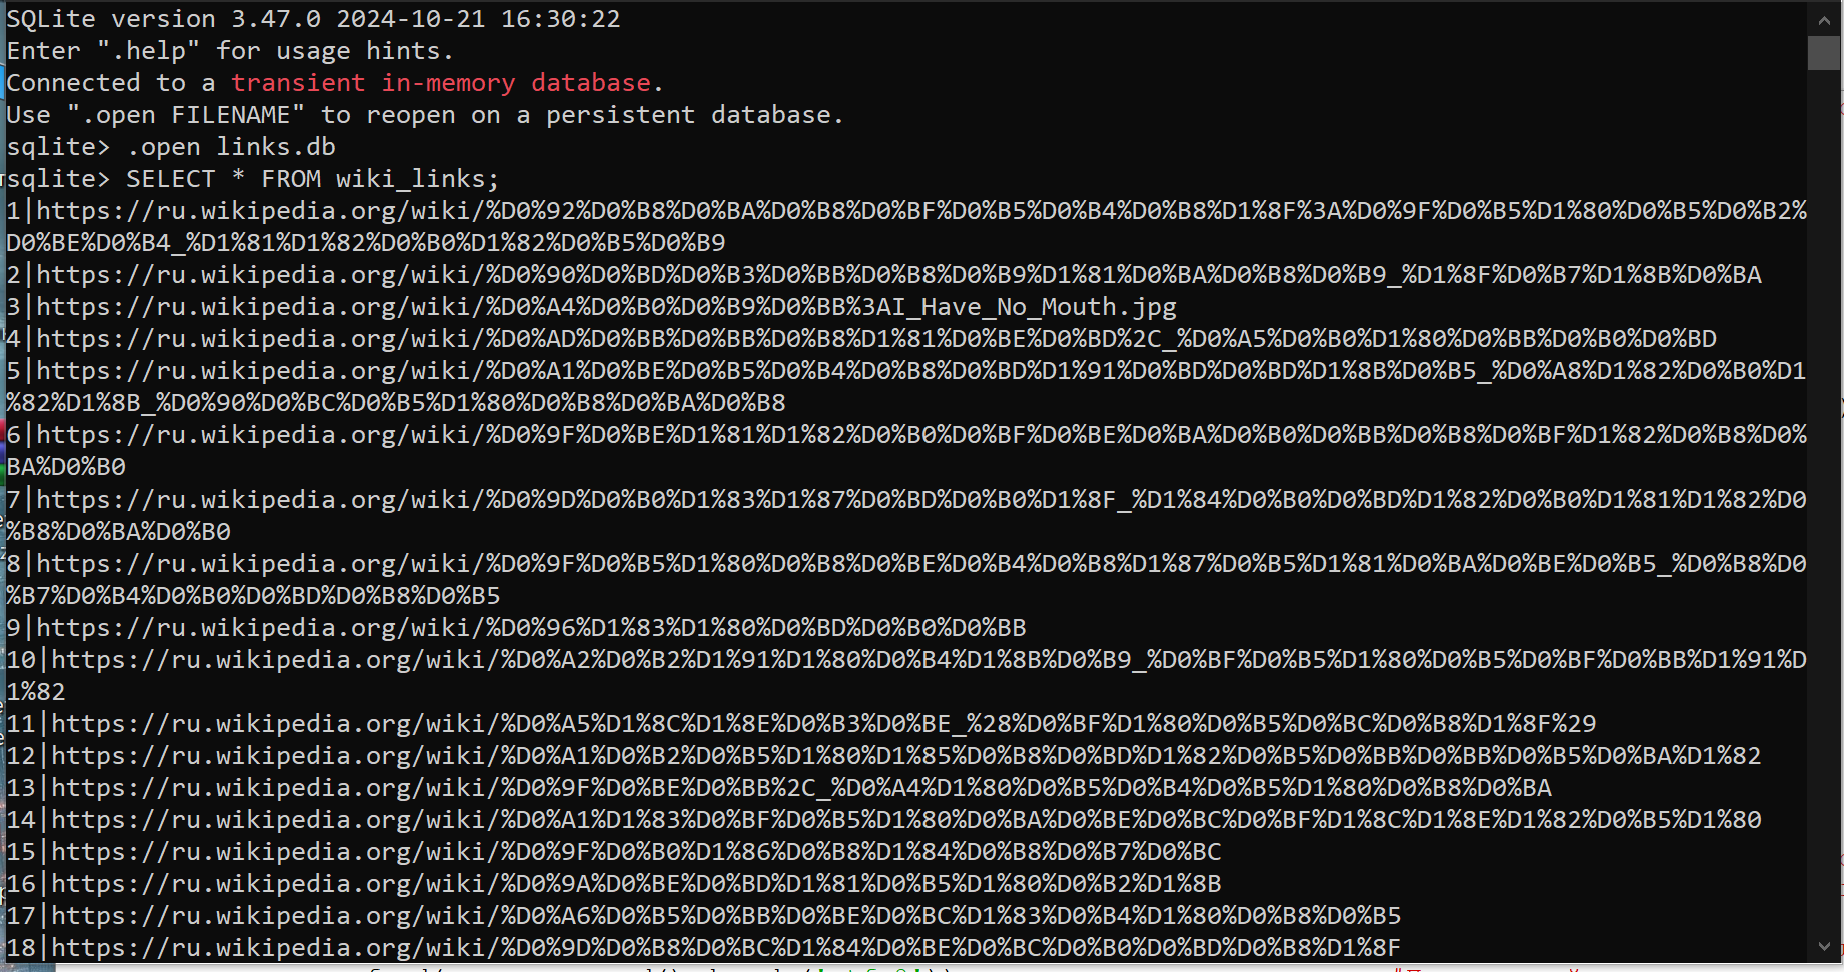 SQLite version 3.47.0 2024-10-21 16:30:22
Enter ".help" for usage hints.
Connected to a transient in-memory database.
Use ".open FILENAME" to reopen on a persistent database.
sqlite> .open links.db
sqlite> SELECT * FROM wiki_links;
1|https://ru.wikipedia.org/wiki/%D0%92%D0%B8%D0%BA%D0%B8%D0%BF%D0%B5%D0%B4%D0%B8%D1%8F%3A%D0%9F%D0%B5%D1%80%D0%B5%D0%B2%
D0%BE%D0%B4_%D1%81%D1%82%D0%B0%D1%82%D0%B5%D0%B9
2|https://ru.wikipedia.org/wiki/%D0%90%D0%BD%D0%B3%D0%BB%D0%B8%D0%B9%D1%81%D0%BA%D0%B8%D0%B9_%D1%8F%D0%B7%D1%8B%D0%BA
3|https://ru.wikipedia.org/wiki/%D0%A4%D0%B0%D0%B9%D0%BB%3AI_Have_No_Mouth.jpg
4|https://ru.wikipedia.org/wiki/%D0%AD%D0%BB%D0%BB%D0%B8%D1%81%D0%BE%D0%BD%2C_%D0%A5%D0%B0%D1%80%D0%BB%D0%B0%D0%BD
5|https://ru.wikipedia.org/wiki/%D0%A1%D0%BE%D0%B5%D0%B4%D0%B8%D0%BD%D1%91%D0%BD%D0%BD%D1%8B%D0%B5_%D0%A8%D1%82%D0%B0%D1
%82%D1%8B_%D0%90%D0%BC%D0%B5%D1%80%D0%B8%D0%BA%D0%B8
6|https://ru.wikipedia.org/wiki/%D0%9F%D0%BE%D1%81%D1%82%D0%B0%D0%BF%D0%BE%D0%BA%D0%B0%D0%BB%D0%B8%D0%BF%D1%82%D0%B8%D0%
BA%D0%B0
7|https://ru.wikipedia.org/wiki/%D0%9D%D0%B0%D1%83%D1%87%D0%BD%D0%B0%D1%8F_%D1%84%D0%B0%D0%BD%D1%82%D0%B0%D1%81%D1%82%D0
%B8%D0%BA%D0%B0
8|https://ru.wikipedia.org/wiki/%D0%9F%D0%B5%D1%80%D0%B8%D0%BE%D0%B4%D0%B8%D1%87%D0%B5%D1%81%D0%BA%D0%BE%D0%B5_%D0%B8%D0
%B7%D0%B4%D0%B0%D0%BD%D0%B8%D0%B5
9|https://ru.wikipedia.org/wiki/%D0%96%D1%83%D1%80%D0%BD%D0%B0%D0%BB
10|https://ru.wikipedia.org/wiki/%D0%A2%D0%B2%D1%91%D1%80%D0%B4%D1%8B%D0%B9_%D0%BF%D0%B5%D1%80%D0%B5%D0%BF%D0%BB%D1%91%D
1%82
11|https://ru.wikipedia.org/wiki/%D0%A5%D1%8C%D1%8E%D0%B3%D0%BE_%28%D0%BF%D1%80%D0%B5%D0%BC%D0%B8%D1%8F%29
12|https://ru.wikipedia.org/wiki/%D0%A1%D0%B2%D0%B5%D1%80%D1%85%D0%B8%D0%BD%D1%82%D0%B5%D0%BB%D0%BB%D0%B5%D0%BA%D1%82
13|https://ru.wikipedia.org/wiki/%D0%9F%D0%BE%D0%BB%2C_%D0%A4%D1%80%D0%B5%D0%B4%D0%B5%D1%80%D0%B8%D0%BA
14|https://ru.wikipedia.org/wiki/%D0%A1%D1%83%D0%BF%D0%B5%D1%80%D0%BA%D0%BE%D0%BC%D0%BF%D1%8C%D1%8E%D1%82%D0%B5%D1%80
15|https://ru.wikipedia.org/wiki/%D0%9F%D0%B0%D1%86%D0%B8%D1%84%D0%B8%D0%B7%D0%BC
16|https://ru.wikipedia.org/wiki/%D0%9A%D0%BE%D0%BD%D1%81%D0%B5%D1%80%D0%B2%D1%8B
17|https://ru.wikipedia.org/wiki/%D0%A6%D0%B5%D0%BB%D0%BE%D0%BC%D1%83%D0%B4%D1%80%D0%B8%D0%B5
18|https://ru.wikipedia.org/wiki/%D0%9D%D0%B8%D0%BC%D1%84%D0%BE%D0%BC%D0%B0%D0%BD%D0%B8%D1%8F